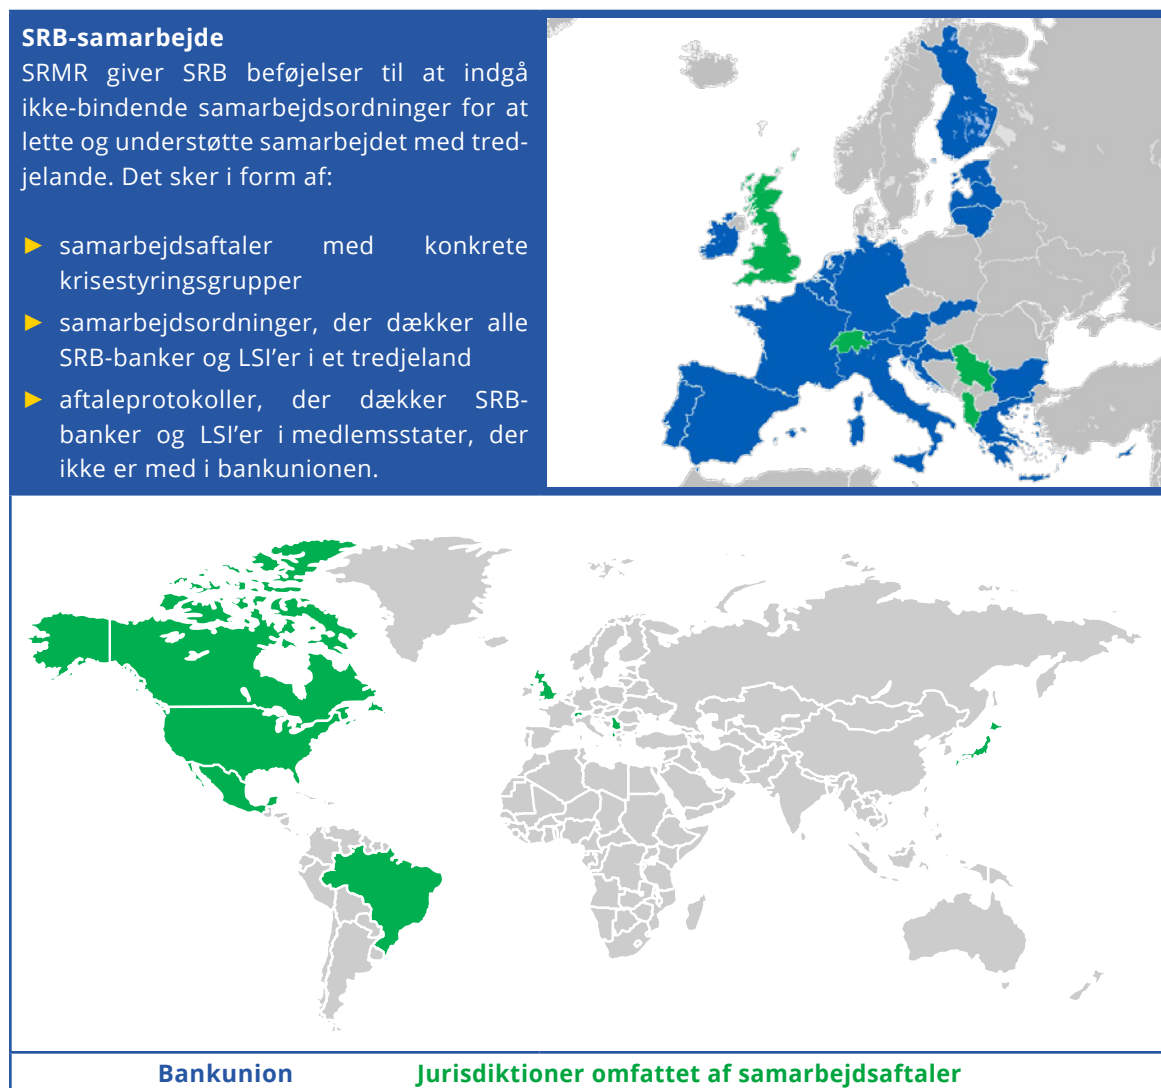 SRB-samarbejde
SRMR giver SRB beføjelser til at indgå
ikke-bindende samarbejdsordninger for at
lette og understøtte samarbejdet med tred-
jelande. Det sker i form af:
► samarbejdsaftaler med konkrete
krisestyringsgrupper
► samarbejdsordninger, der dækker alle
SRB-banker og LSI’er i et tredjeland
► aftaleprotokoller, der dækker SRB-
banker og LSI’er i medlemsstater, der
ikke er med i bankunionen.
Bankunion
Jurisdiktioner omfattet af samarbejdsaftaler